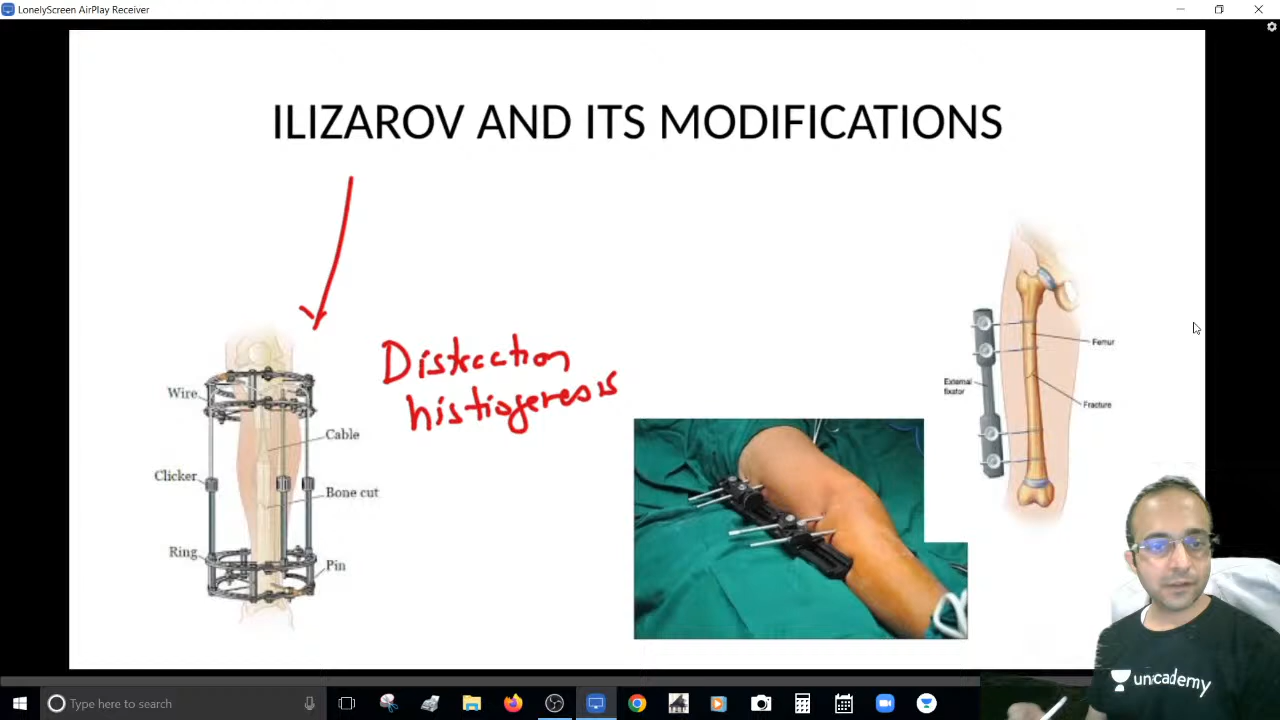 LonelyScreen AirPlay Receiver
ILIZAROV AND ITS MODIFICATIONS
Distraction
histiogenesis
Wire
Cable
Clicker
Bone cut
Ring
Pin
Femur
External
fixator
Fracture
unacademy
Type here to search